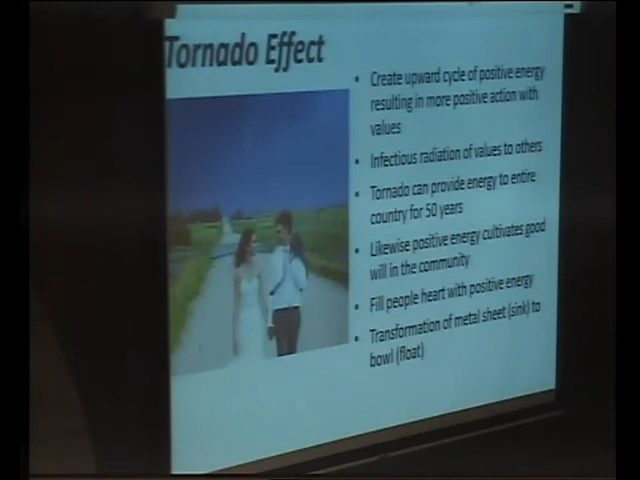 Tornado Effect
• Create upward cycle of positive energy
resulting in more positive action with
values
• Infectious radiation of values to others
• Tornado can provide energy to entire
country for 50 years
• Likewise positive energy cultivates good
will in the community
• Fill people heart with positive energy
• Transformation of metal sheet (sink) to
bowl (float)